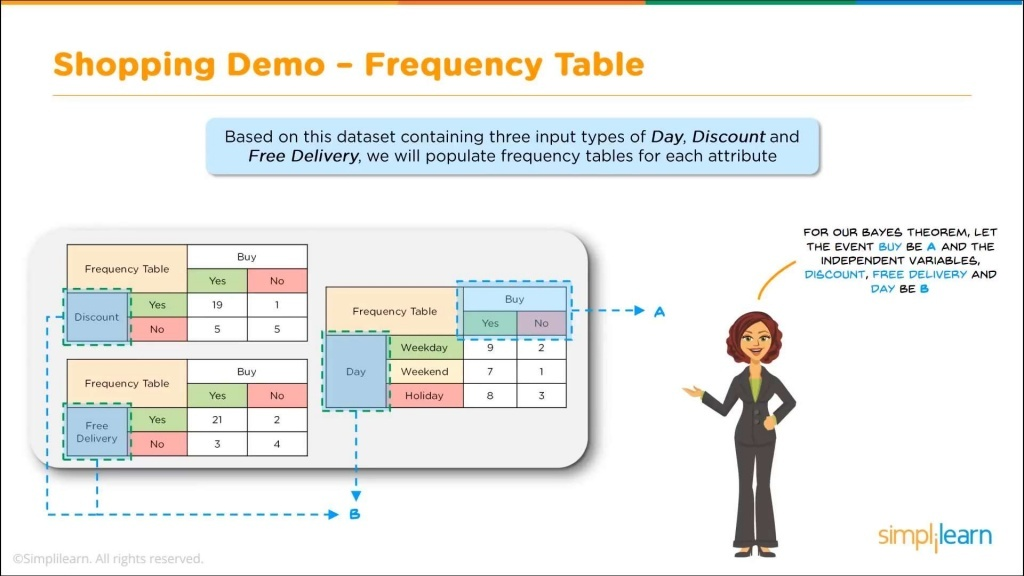 Shopping Demo – Frequency Table
Based on this dataset containing three input types of Day, Discount and
Free Delivery, we will populate frequency tables for each attribute
FOR OUR BAYES THEOREM, LET
THE EVENT BUY BE A AND THE
INDEPENDENT VARIABLES,
DISCOUNT, FREE DELIVERY AND
DAY BE B
Frequency Table
Buy
Yes No
Discount
Yes 19 1
No 5 5
Frequency Table
Buy
Yes No
Free
Delivery
Yes 21 2
No 3 4
Frequency Table
Buy
Yes No
Day
Weekday 9 2
Weekend 7 1
Holiday 8 3
A
B
©Simplilearn. All rights reserved.
simplilearn